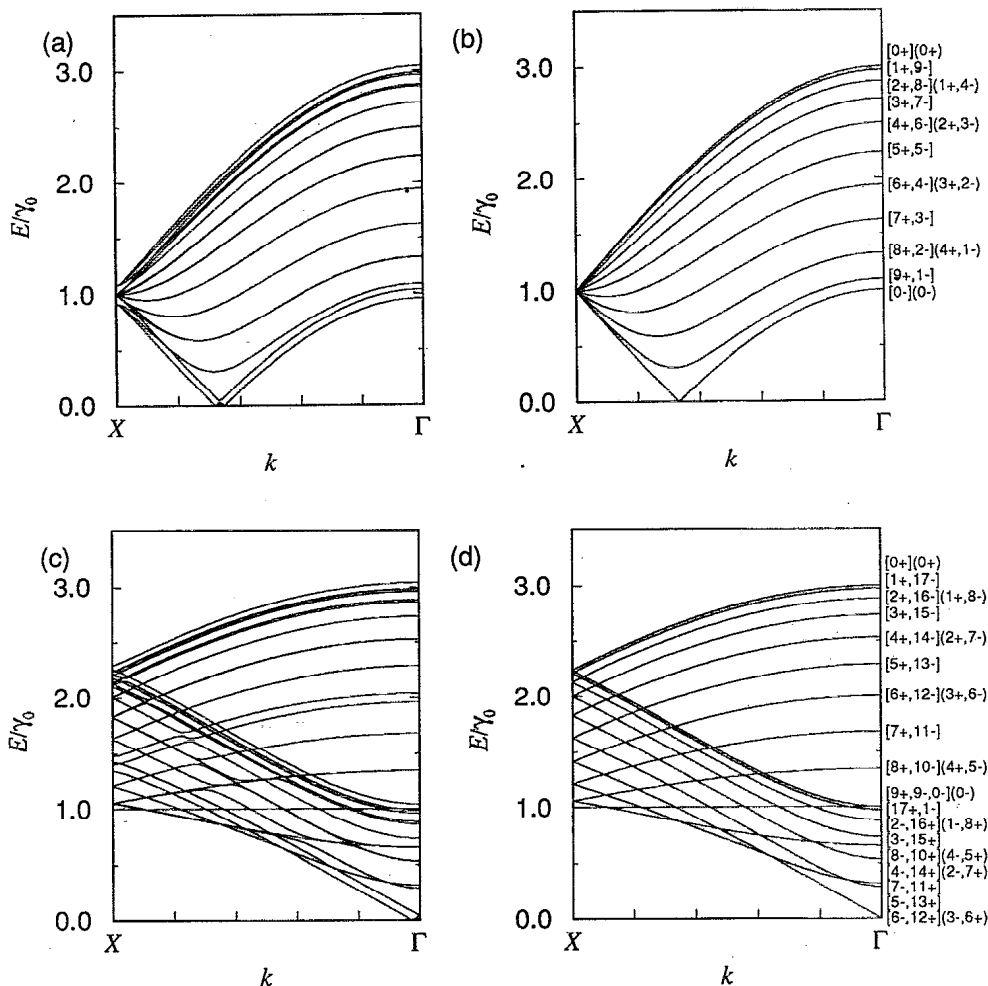 (a)
E/γ₀
3.0
2.0
1.0
0.0
X
Γ
k
(b)
E/γ₀
3.0
2.0
1.0
0.0
X
Γ
k
[0+](0+)
[1+,9-]
[2+,8-](1+,4-)
[3+,7-]
[4+,6-](2+,3-)
[5+,5-]
[6+,4-](3+,2-)
[7+,3-]
[8+,2-](4+,1-)
[9+,1-]
[0-](0-)
(c)
E/γ₀
3.0
2.0
1.0
0.0
X
Γ
k
(d)
E/γ₀
3.0
2.0
1.0
0.0
X
Γ
k
[0+](0+)
[1+,17-]
[2+,16-](1+,8-)
[3+,15-]
[4+,14-](2+,7-)
[5+,13-]
[6+,12-](3+,6-)
[7+,11-]
[8+,10-](4+,5-)
[9+,9-,0-](0-)
[17+,1-]
[2-,16+](1-,8+)
[3-,15+]
[8-,10+](4-,5+)
[4-,14+](2-,7+)
[7-,11+]
[5-,13+]
[6-,12+](3-,6+)